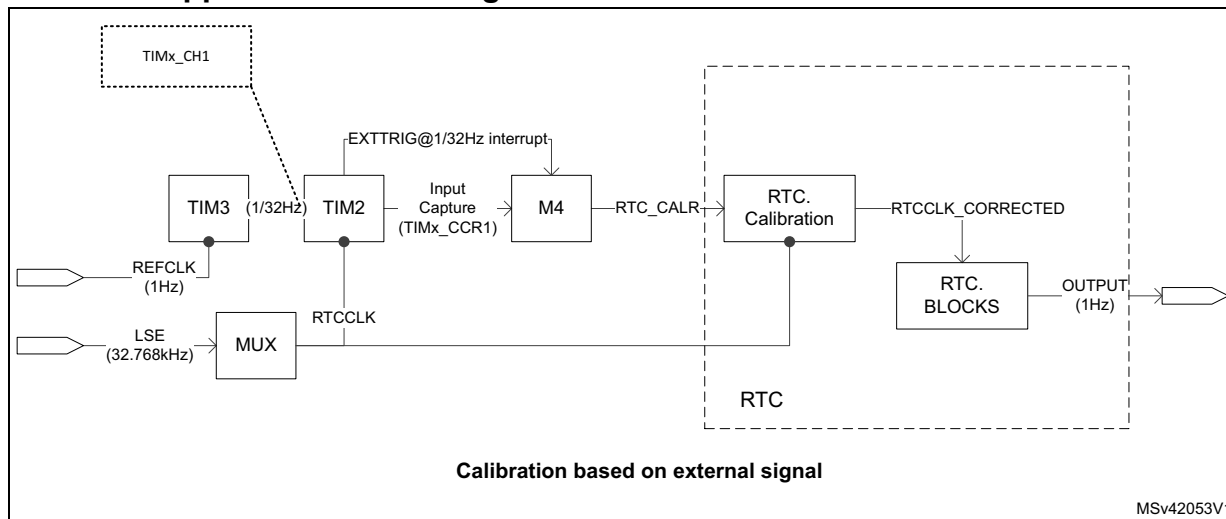 TIMx_CH1
EXTTRIG@1/32Hz interrupt
TIM3
(1/32Hz)
TIM2
Input
Capture
(TIMx_CCR1)
M4
RTC_CALR
RTC.
Calibration
RTCCLK_CORRECTED
REFCLK
(1Hz)
RTC.
BLOCKS
OUTPUT
(1Hz)
LSE
(32.768kHz)
MUX
RTCCLK
RTC
Calibration based on external signal